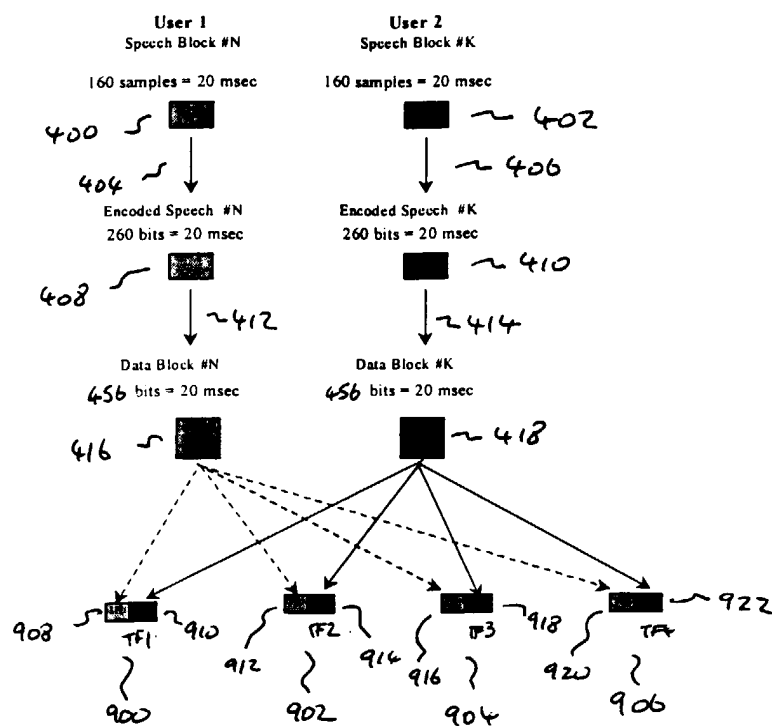 User 1 User 2
Speech Block #N Speech Block #K
160 samples = 20 msec 160 samples = 20 msec
400 402
404 406
Encoded Speech #N Encoded Speech #K
260 bits = 20 msec 260 bits = 20 msec
408 410
412 414
Data Block #N Data Block #K
456 bits = 20 msec 456 bits = 20 msec
416 418
908 910 912 914 916 918 920 922
TF1 TF2 TF3 TF4
900 902 904 906